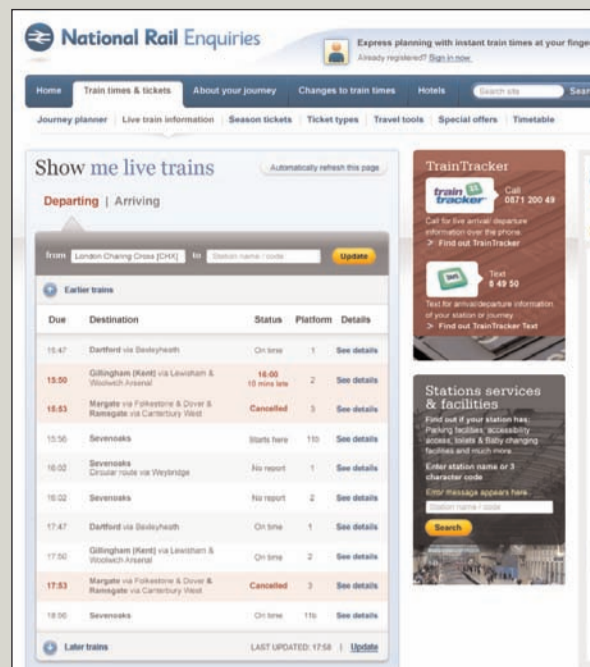 National Rail Enquiries
Express planning with instant train times at your finge
Already registered? Sign in now
Home Train times & tickets About your journey Changes to train times Hotels Search site Sear
Journey planner | Live train information | Season tickets | Ticket types | Travel tools | Special offers | Timetable
Show me live trains
Automatically refresh this page
Departing | Arriving
from London Charing Cross [CHX] to Station name / code Update
Earlier trains
Due Destination Status Platform Details
15:47 Dartford via Bexleyheath On time 1 See details
15:50 Gillingham (Kent) via Lewisham & Woolwich Arsenal 16:00 10 mins late 2 See details
15:53 Margate via Folkestone & Dover & Ramsgate via Canterbury West Cancelled 3 See details
15:56 Sevenoaks Starts here 11b See details
16:02 Sevenoaks Circular route via Weybridge No report 1 See details
16:02 Sevenoaks No report 2 See details
17:47 Dartford via Bexleyheath On time 1 See details
17:50 Gillingham (Kent) via Lewisham & Woolwich Arsenal On time 2 See details
17:53 Margate via Folkestone & Dover & Ramsgate via Canterbury West Cancelled 3 See details
18:56 Sevenoaks On time 11b See details
Later trains LAST UPDATED: 17:58 | Update
TrainTracker
train tracker
Call
0871 200 49
Call for live arrival/departure
information over the phone.
> Find out TrainTracker
Text
8 49 50
Text for arrival/departure information
of your station or journey
> Find out TrainTracker Text
Stations services
& facilities
Find out if your station has:
Parking facilities, accessibility
access, toilets & Baby changing
facilities and much more.
Enter station name or 3
character code
Error message appears here
Station name / code
Search